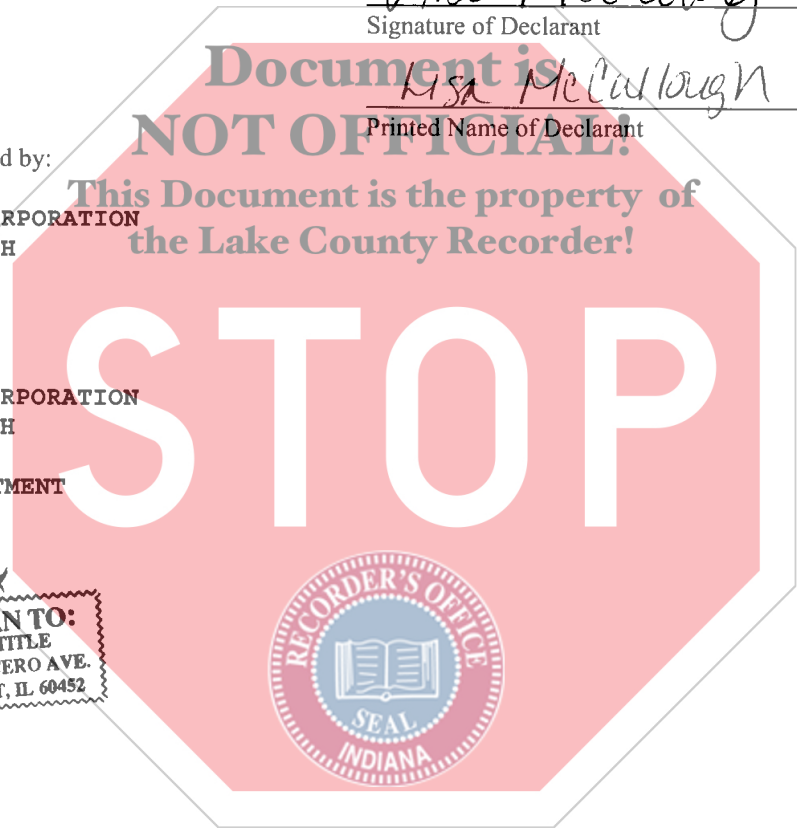 Signature of Declarant
Document is
Lisa McCullough
NOT OFFICIAL!
Printed Name of Declarant
d by:
This Document is the property of
RPORATION
the Lake County Recorder!
H
STOP
RPORATION
H
TMENT
N TO:
TITLE
ERO AVE.
T, IL 60452
RECORDER'S OFFICE
SEAL
INDIANA